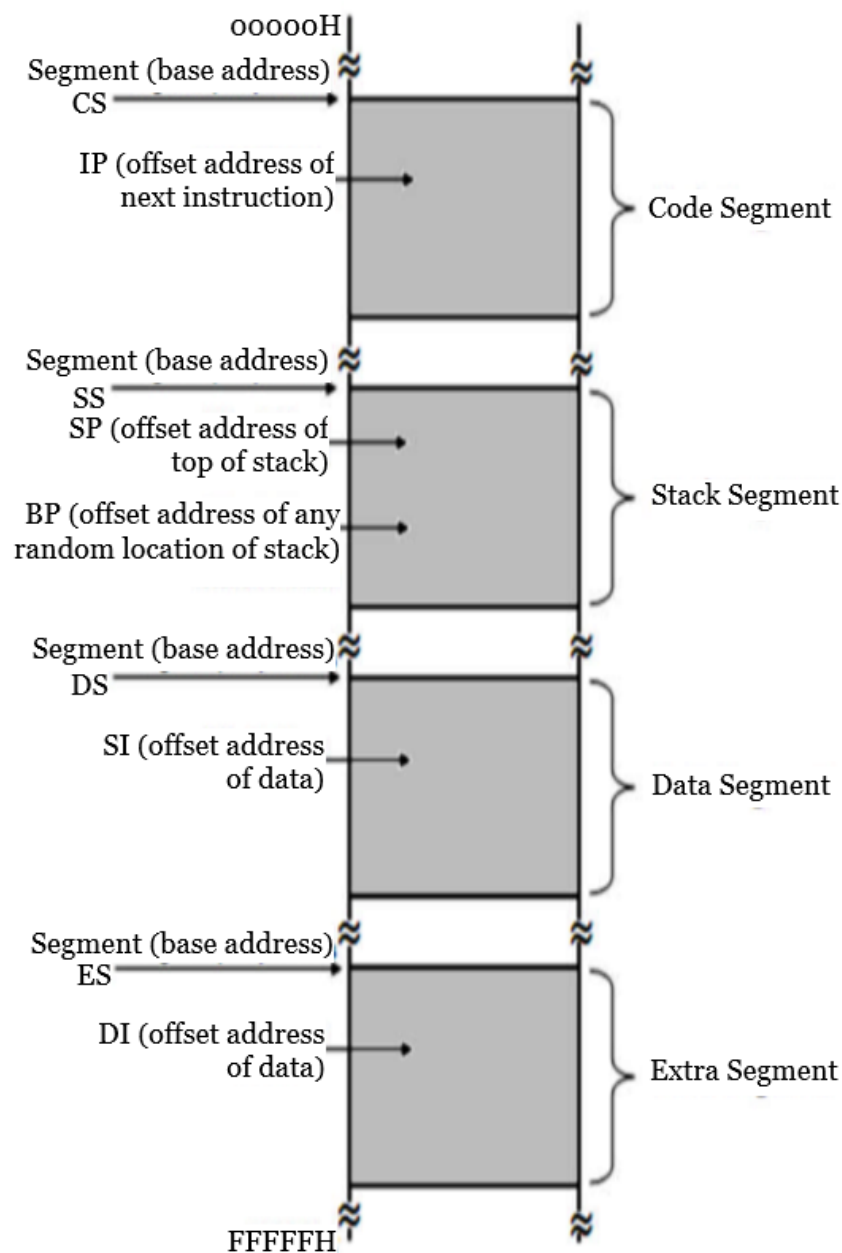 00000H
Segment (base address)
CS
IP (offset address of
next instruction)
Code Segment
Segment (base address)
SS
SP (offset address of
top of stack)
BP (offset address of any
random location of stack)
Stack Segment
Segment (base address)
DS
SI (offset address
of data)
Data Segment
Segment (base address)
ES
DI (offset address
of data)
Extra Segment
FFFFFH